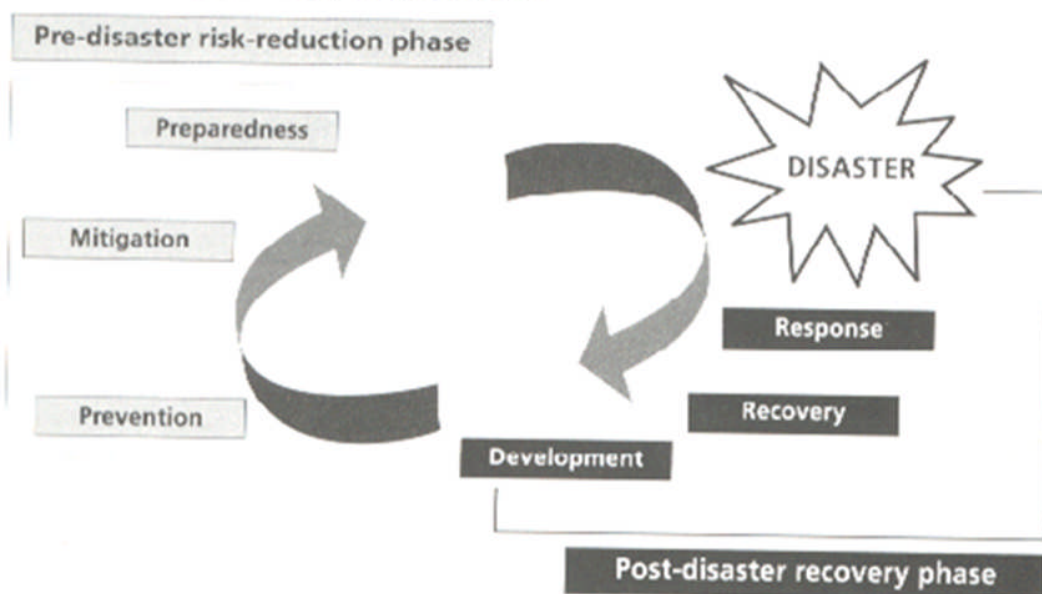 Pre-disaster risk-reduction phase
Preparedness
DISASTER
Mitigation
Response
Prevention
Recovery
Development
Post-disaster recovery phase